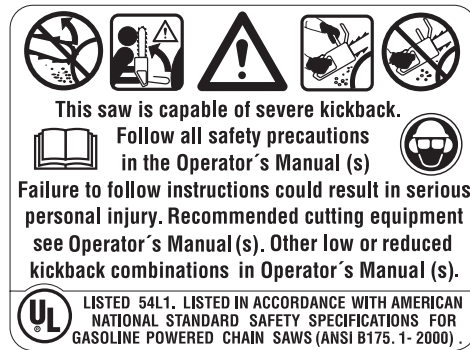 This saw is capable of severe kickback.
Follow all safety precautions
in the Operator´s Manual (s)
Failure to follow instructions could result in serious
personal injury. Recommended cutting equipment
see Operator´s Manual (s). Other low or reduced
kickback combinations in Operator´s Manual (s).
UL
LISTED 54L1. LISTED IN ACCORDANCE WITH AMERICAN
NATIONAL STANDARD SAFETY SPECIFICATIONS FOR
GASOLINE POWERED CHAIN SAWS (ANSI B175. 1- 2000) .